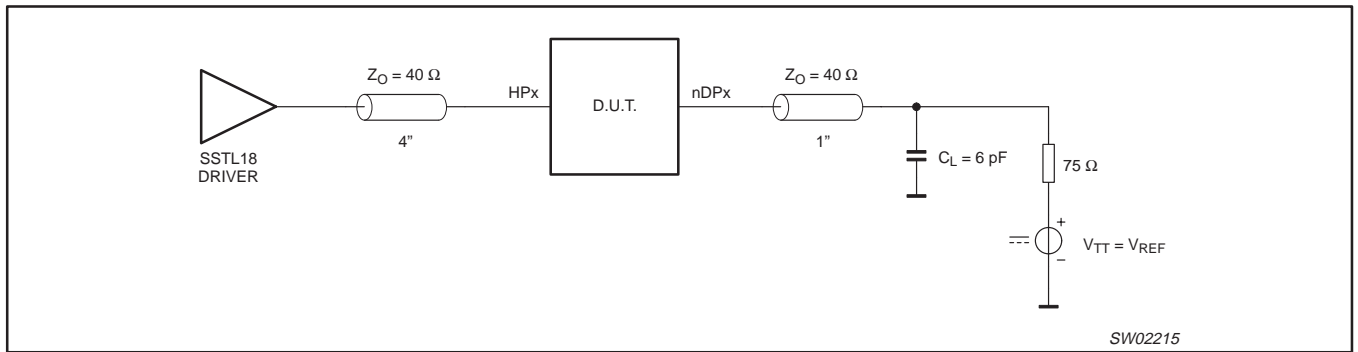 Z_O = 40 Ω
4”
SSTL18
DRIVER
HPx
D.U.T.
nDPx
Z_O = 40 Ω
1”
C_L = 6 pF
75 Ω
+
V_TT = V_REF
–
SW02215